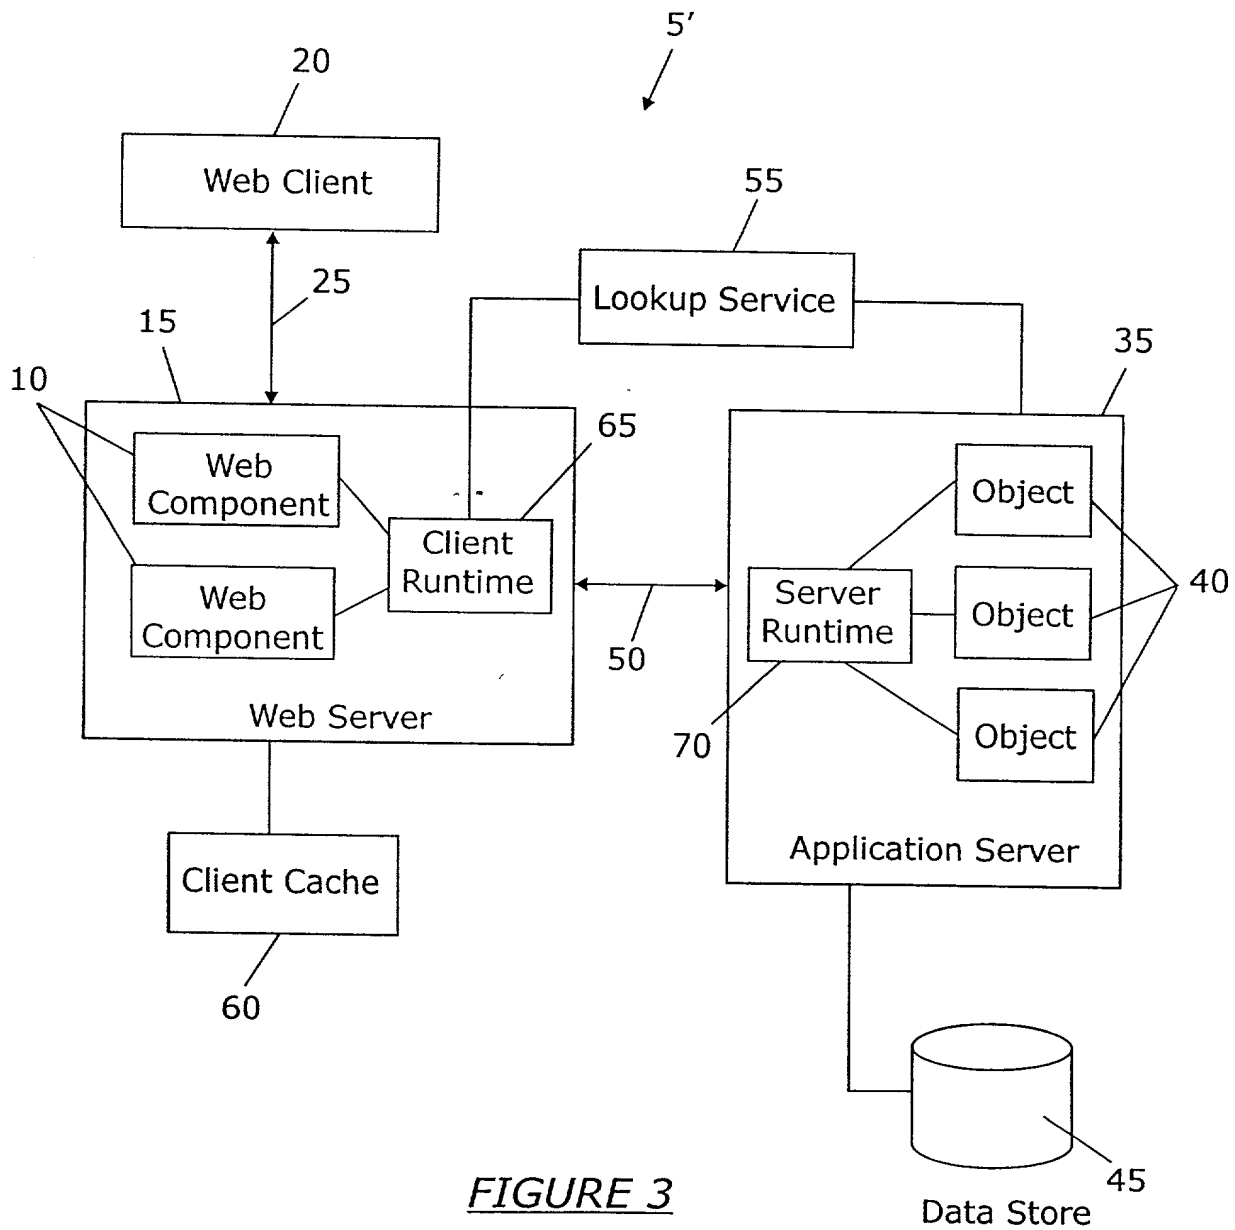 5’
20
Web Client
55
25
Lookup Service
15
35
10
65
Web
Component
Object
Client
Runtime
Web
Component
Server
Runtime
Object
40
50
Web Server
70
Object
Application Server
Client Cache
60
45
FIGURE 3
Data Store